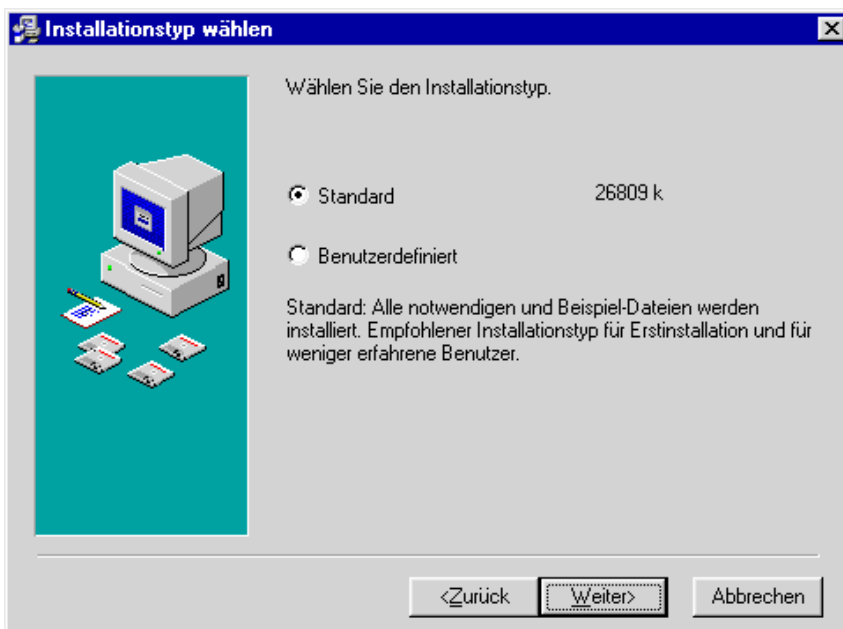 Installationstyp wählen
Wählen Sie den Installationstyp.
Standard 26809 k
Benutzerdefiniert
Standard: Alle notwendigen und Beispiel-Dateien werden
installiert. Empfohlener Installationstyp für Erstinstallation und für
weniger erfahrene Benutzer.
<Zurück Weiter> Abbrechen